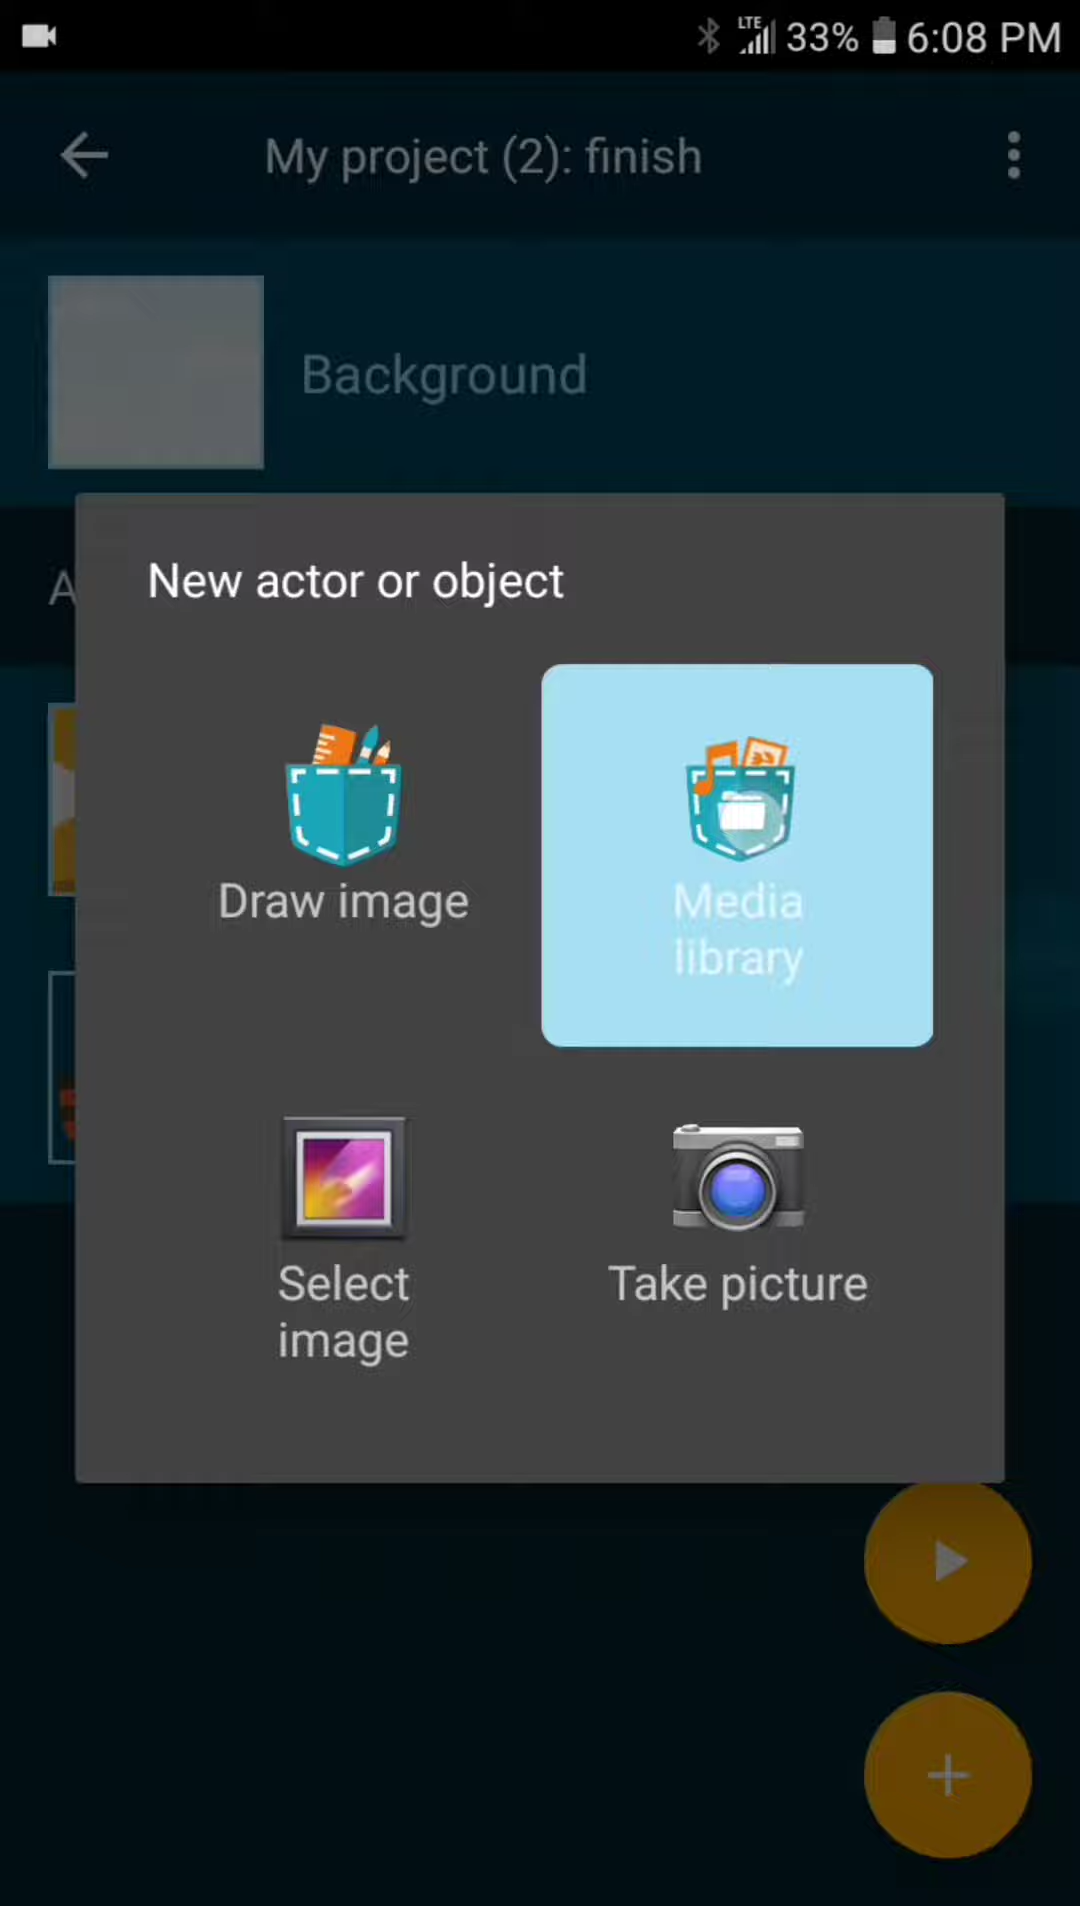 LTE 33% 6:08 PM
My project (2): finish
Background
A
New actor or object
Draw image
Media
library
Select
image
Take picture